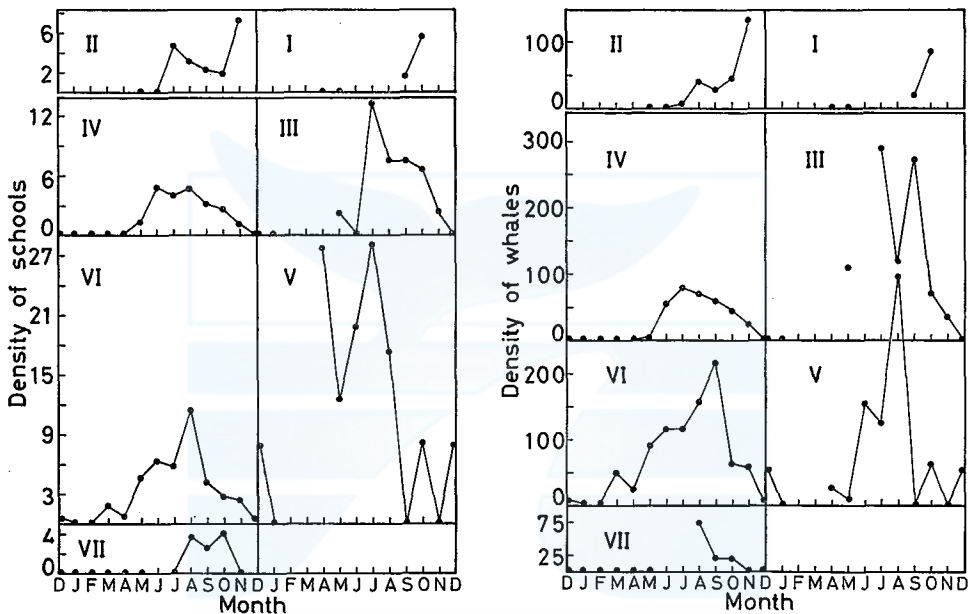 6
2
II
I
12
6
0
IV
III
27
21
15
9
3
VI
V
4
0
VII
D J F M A M J J A S O N D J F M A M J J A S O N D
Month
Density of schools
100
0
II
I
300
200
100
0
IV
III
200
100
0
VI
V
75
25
VII
D J F M A M J J A S O N D J F M A M J J A S O N D
Month
Density of whales